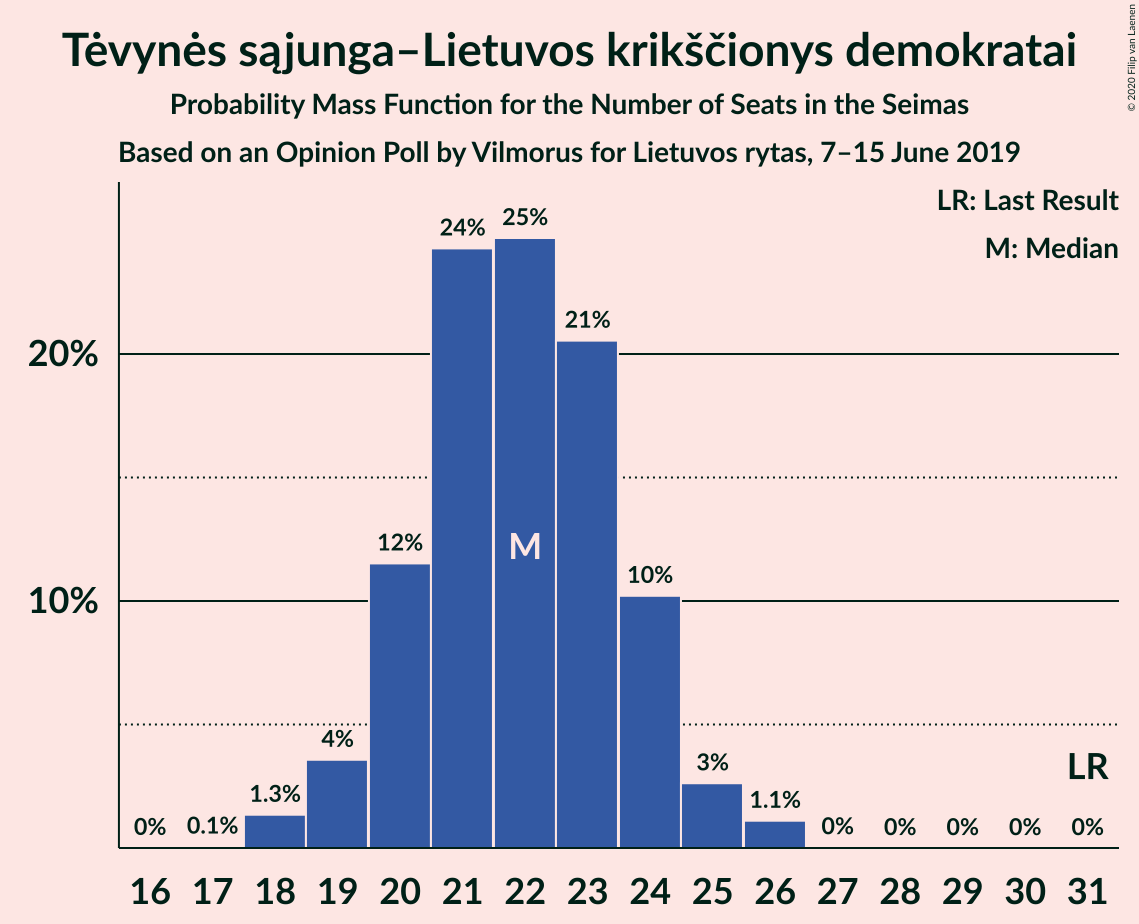 Tėvynės sąjunga–Lietuvos krikščionys demokratai
Probability Mass Function for the Number of Seats in the Seimas
Based on an Opinion Poll by Vilmorus for Lietuvos rytas, 7–15 June 2019
© 2020 Filip van Laenen
LR: Last Result
M: Median
20%
10%
0% 0.1% 1.3% 4% 12% 24% 25% 21% 10% 3% 1.1% 0% 0% 0% 0% 0%
M
LR
16 17 18 19 20 21 22 23 24 25 26 27 28 29 30 31